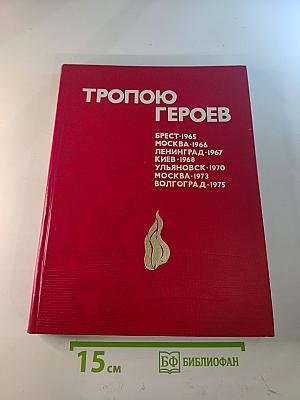 ТРОПОЮ
ГЕРОЕВ
БРЕСТ·1965
МОСКВА·1966
ЛЕНИНГРАД·1967
КИЕВ·1968
УЛЬЯНОВСК·1970
МОСКВА·1973
ВОЛГОГРАД·1975
15 см
БФ БИБЛИОФАН